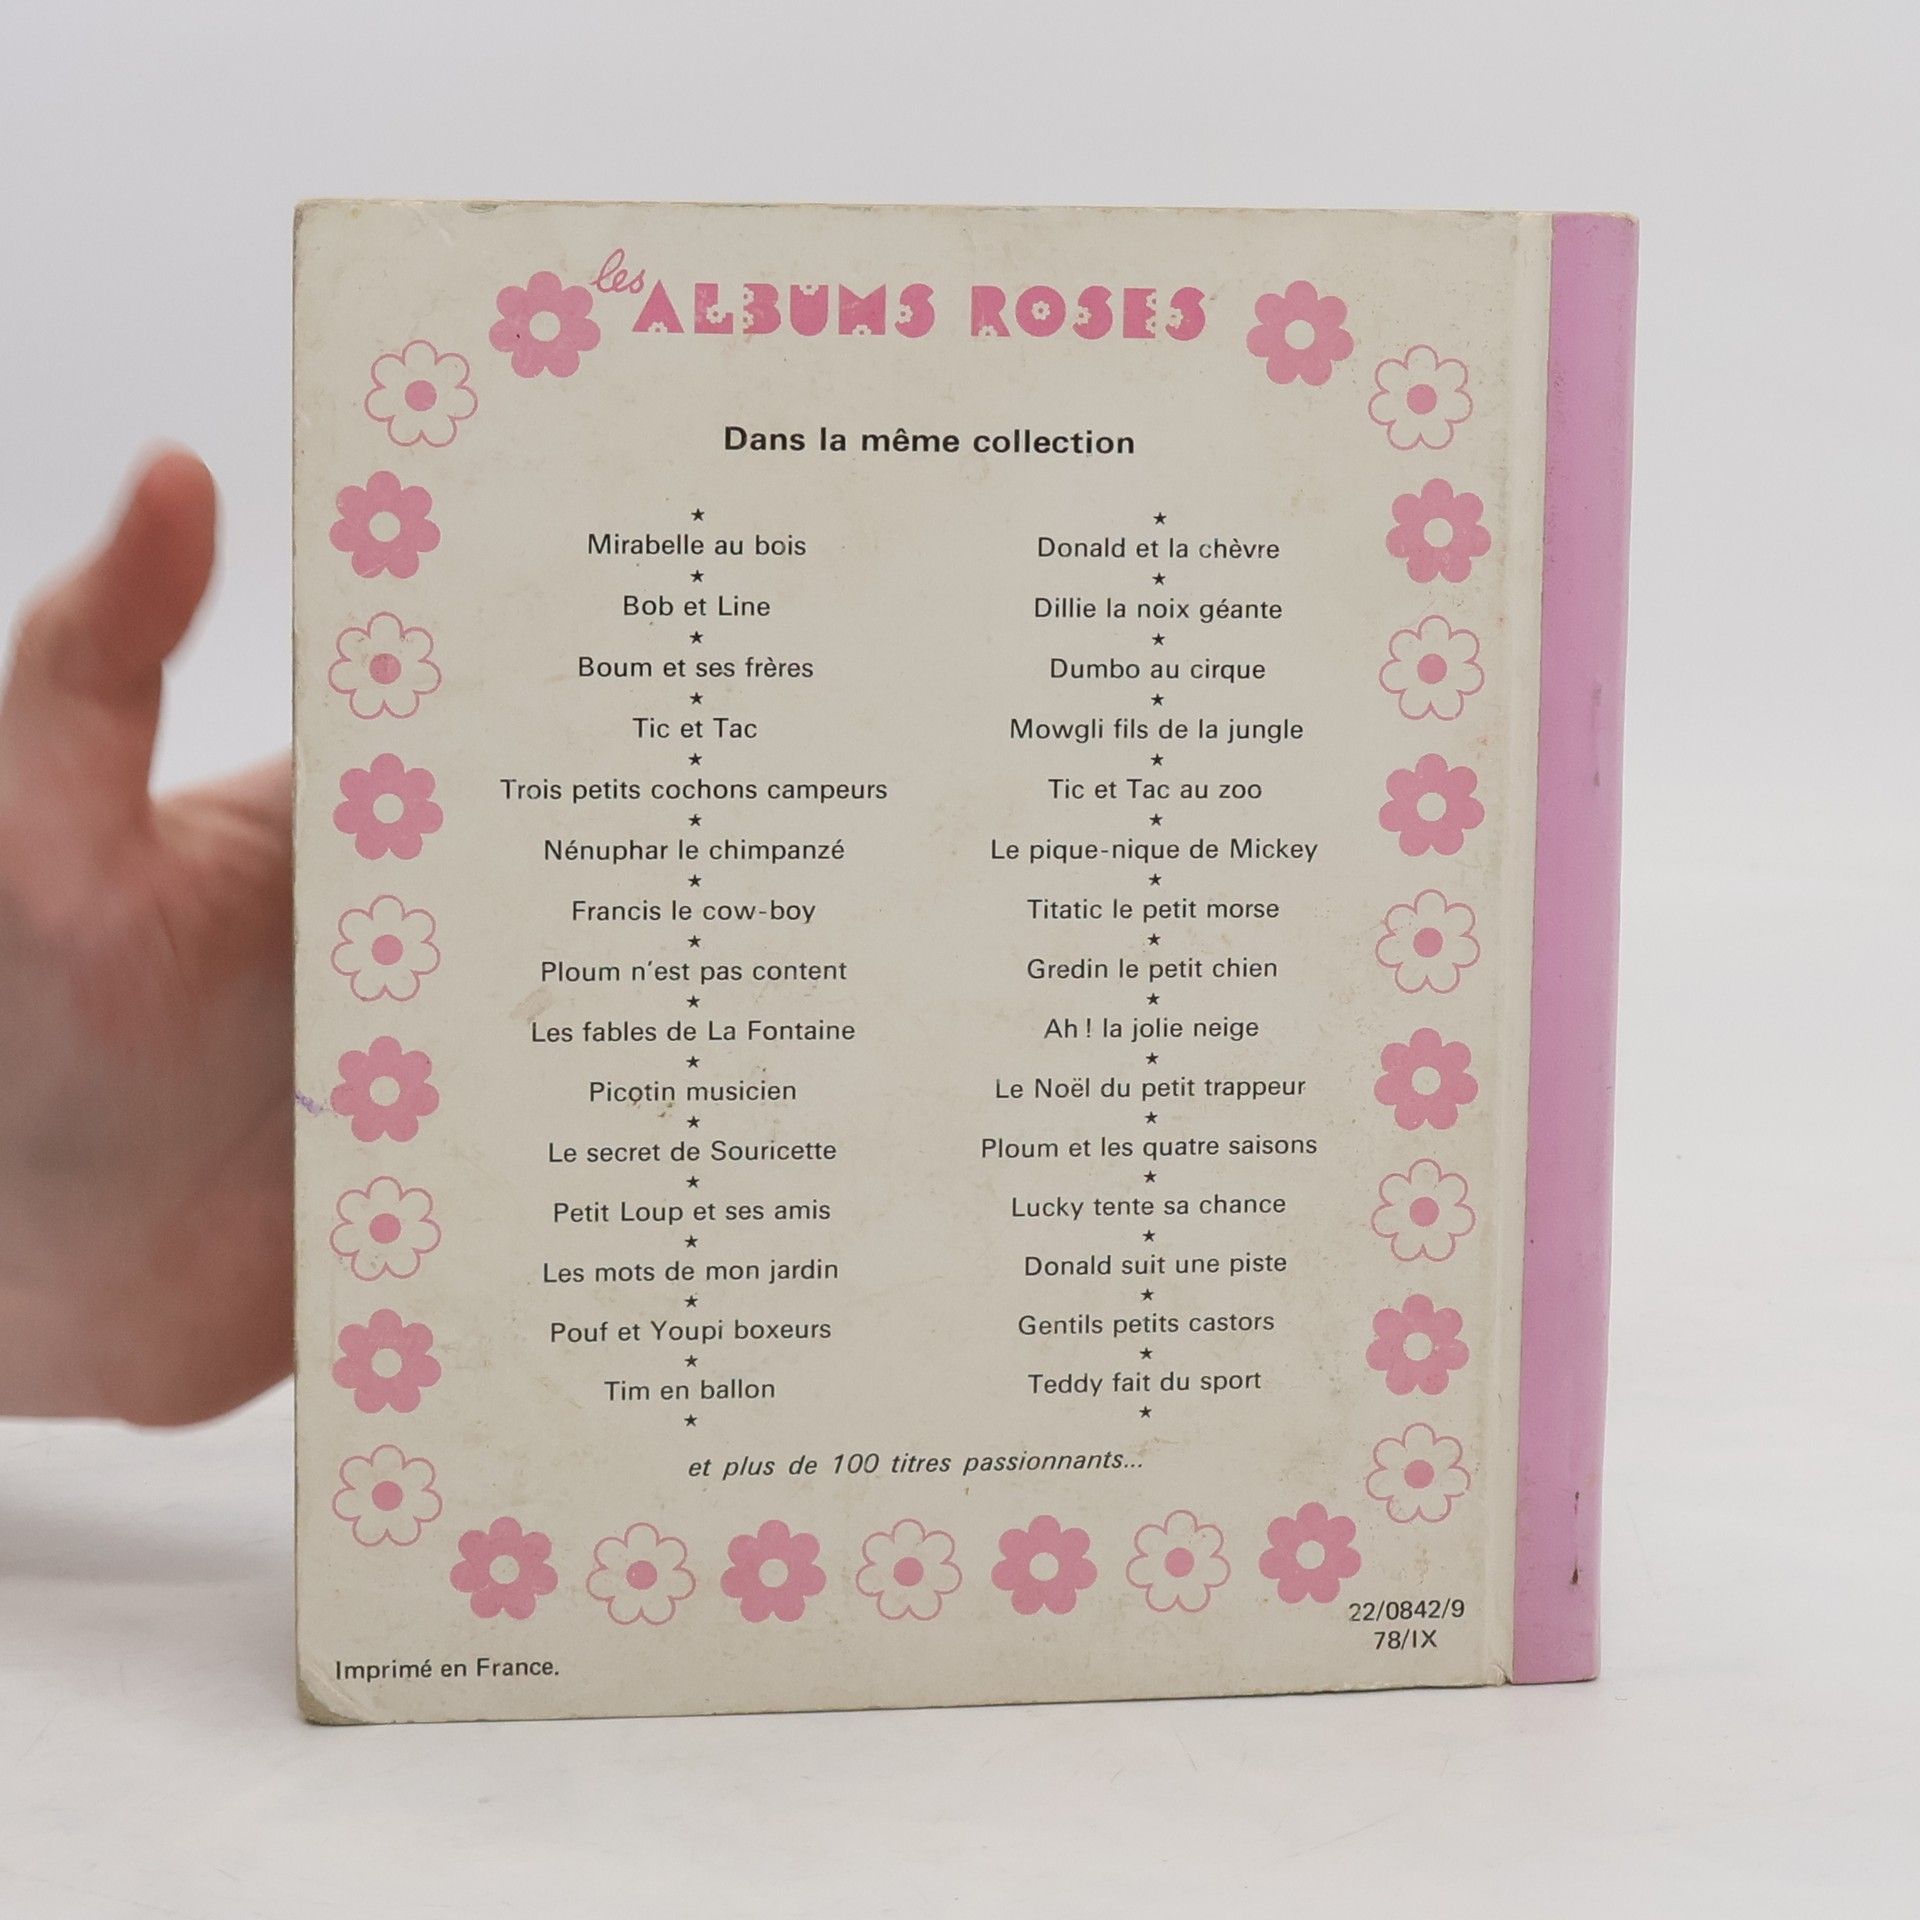 les ALBUMS ROSES
Dans la même collection
★
Mirabelle au bois
★
Bob et Line
★
Boum et ses frères
★
Tic et Tac
★
Trois petits cochons campeurs
★
Nénuphar le chimpanzé
★
Francis le cow-boy
★
Ploum n'est pas content
★
Les fables de La Fontaine
★
Picotin musicien
★
Le secret de Souricette
★
Petit Loup et ses amis
★
Les mots de mon jardin
★
Pouf et Youpi boxeurs
★
Tim en ballon
★
★
Donald et la chèvre
★
Dillie la noix géante
★
Dumbo au cirque
★
Mowgli fils de la jungle
★
Tic et Tac au zoo
★
Le pique-nique de Mickey
★
Titatic le petit morse
★
Gredin le petit chien
★
Ah ! la jolie neige
★
Le Noël du petit trappeur
★
Ploum et les quatre saisons
★
Lucky tente sa chance
★
Donald suit une piste
★
Gentils petits castors
★
Teddy fait du sport
★
et plus de 100 titres passionnants...
22/0842/9
78/IX
Imprimé en France.